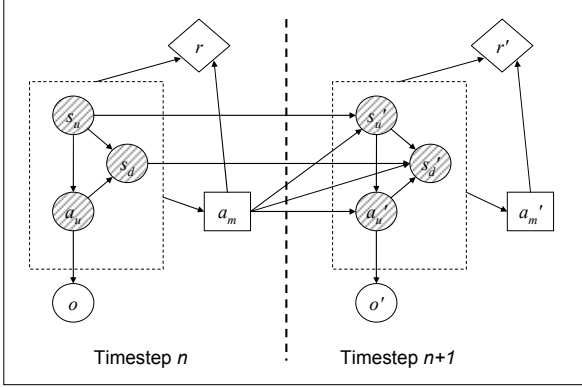 r
r'
s_u
s_u'
s_d
s_d'
a_u
a_m
a_u'
a_m'
o
o'
Timestep n
Timestep n+1